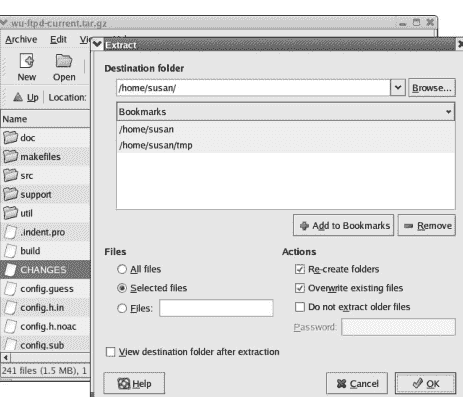 wu-ftpd-current.tar.gz
Archive Edit
Extract
New Open
Up Location:
Name
doc
makefiles
src
support
util
.indent.pro
build
CHANGES
config.guess
config.h.in
config.h.noac
config.sub
241 files (1.5 MB), 1
Destination folder
/home/susan/
Browse...
Bookmarks
/home/susan
/home/susan/tmp
Add to Bookmarks
Remove
Files
All files
Selected files
Files:
Actions
Re-create folders
Overwrite existing files
Do not extract older files
Password:
View destination folder after extraction
Help
Cancel
OK